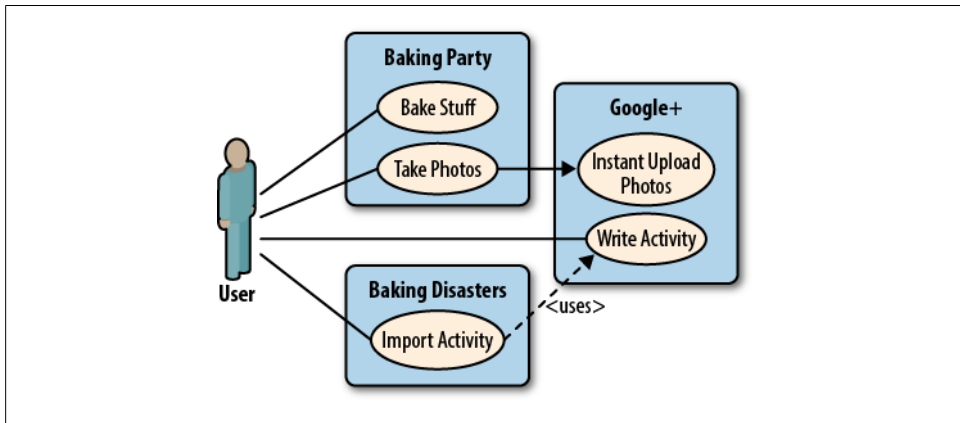 Baking Party
Bake Stuff
Take Photos
Google+
Instant Upload
Photos
Write Activity
User
Baking Disasters
Import Activity
<uses>